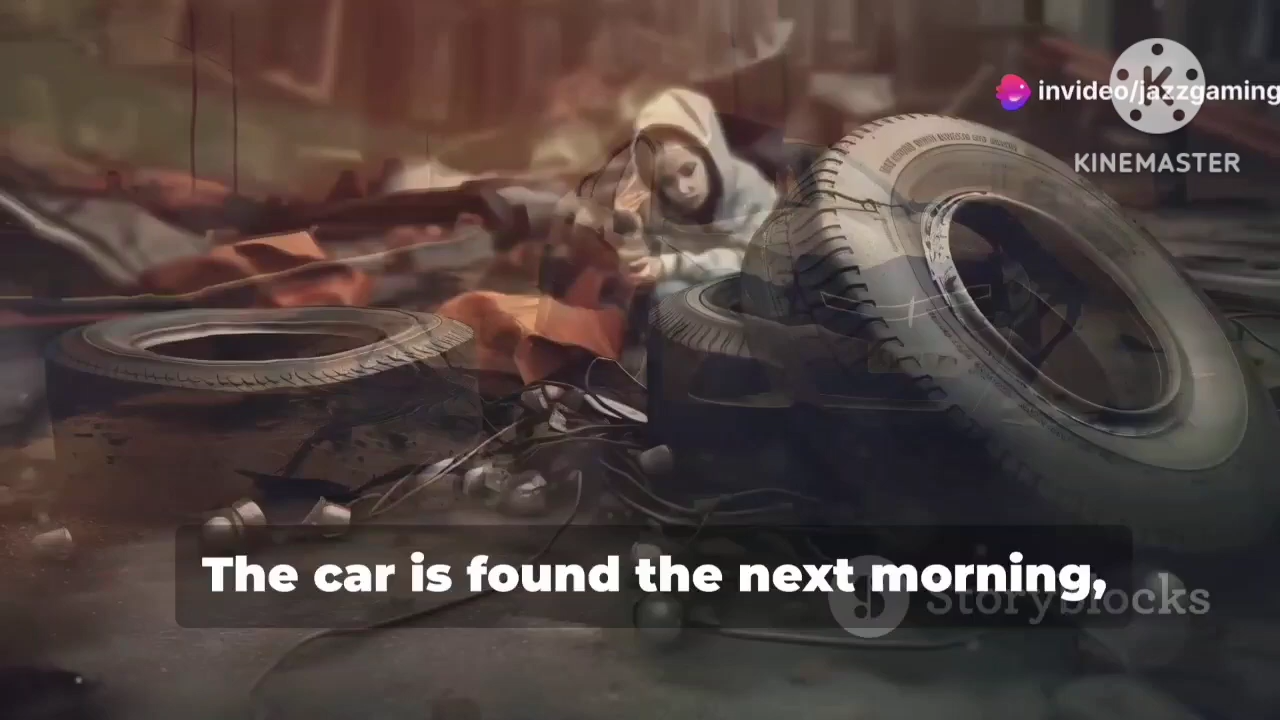 invideo/jazzgaming
KINEMASTER
The car is found the next morning,
Storyblocks